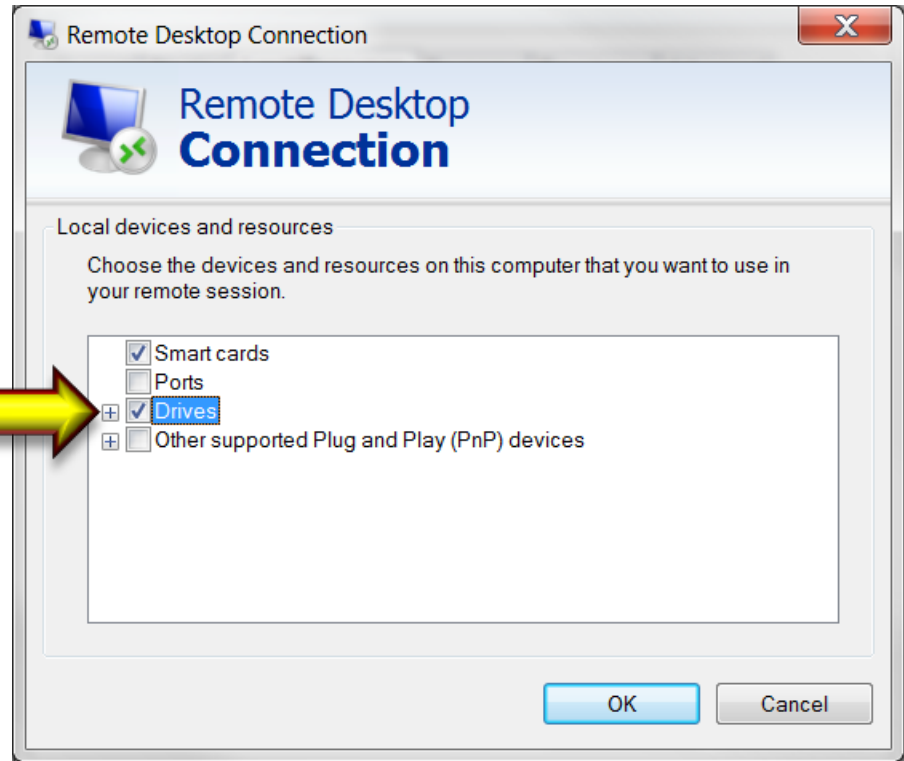 Remote Desktop Connection
Remote Desktop
Connection
Local devices and resources
Choose the devices and resources on this computer that you want to use in
your remote session.
Smart cards
Ports
Drives
Other supported Plug and Play (PnP) devices
OK
Cancel